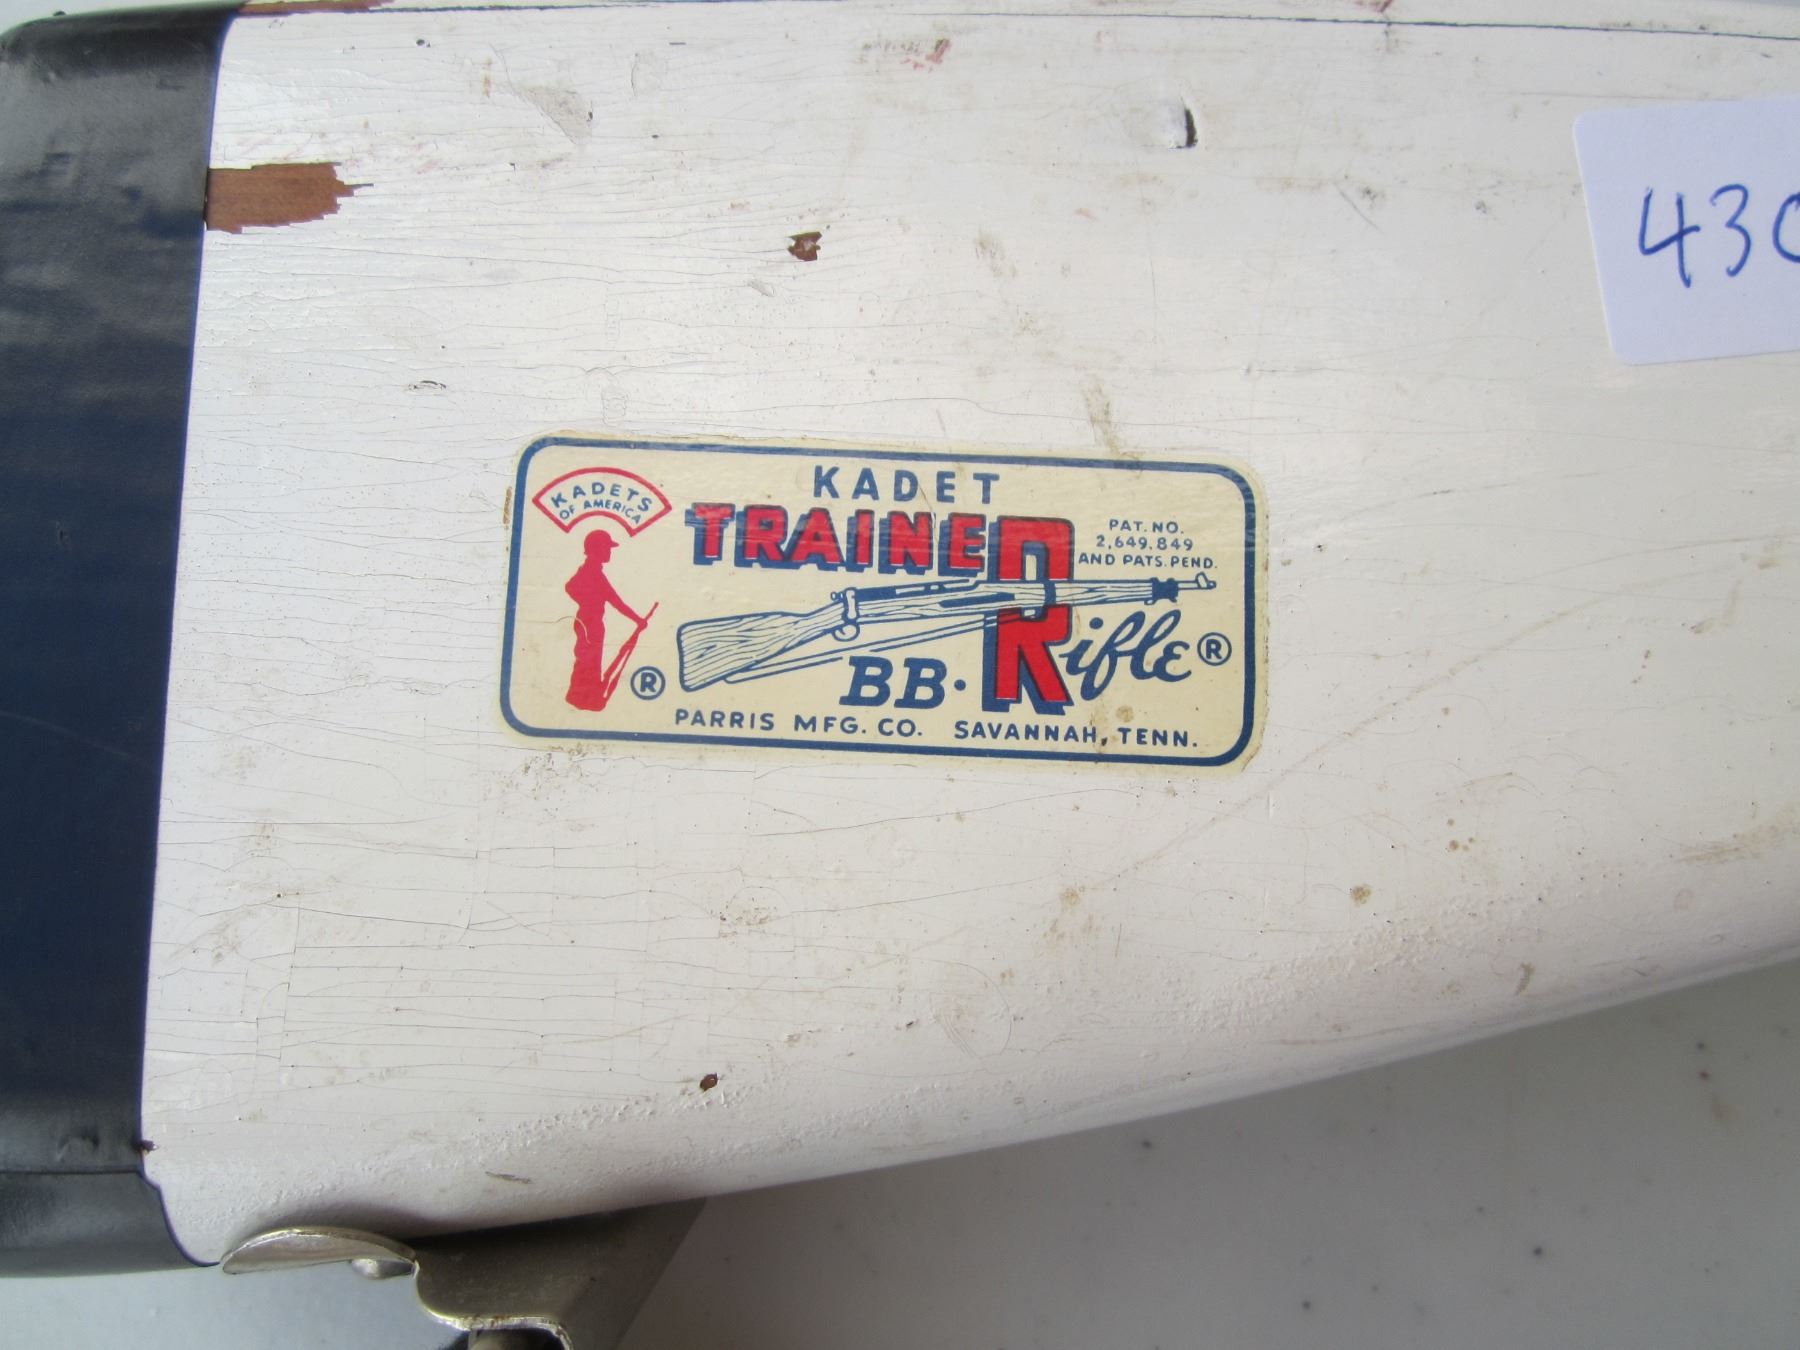 KADET
KADETS
OF AMERICA
TRAINER
PAT. NO.
2,649,849
AND PATS. PEND.
BB. Rifle ®
®
PARRIS MFG. CO. SAVANNAH, TENN.